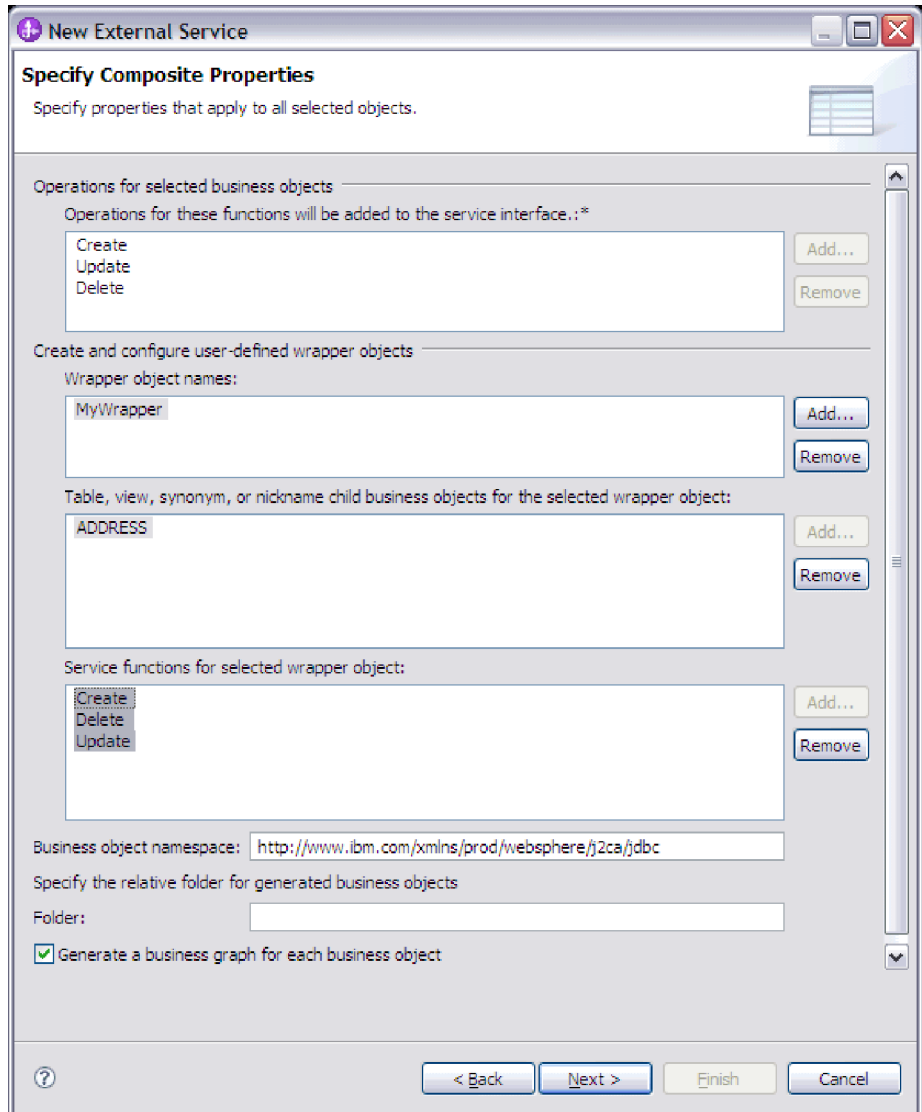 New External Service
Specify Composite Properties
Specify properties that apply to all selected objects.
Operations for selected business objects
Operations for these functions will be added to the service interface.:*
Create
Update
Delete
Add...
Remove
Create and configure user-defined wrapper objects
Wrapper object names:
MyWrapper
Add...
Remove
Table, view, synonym, or nickname child business objects for the selected wrapper object:
ADDRESS
Add...
Remove
Service functions for selected wrapper object:
Create
Delete
Update
Add...
Remove
Business object namespace: http://www.ibm.com/xmlns/prod/websphere/j2ca/jdbc
Specify the relative folder for generated business objects
Folder:
Generate a business graph for each business object
? < Back Next > Finish Cancel